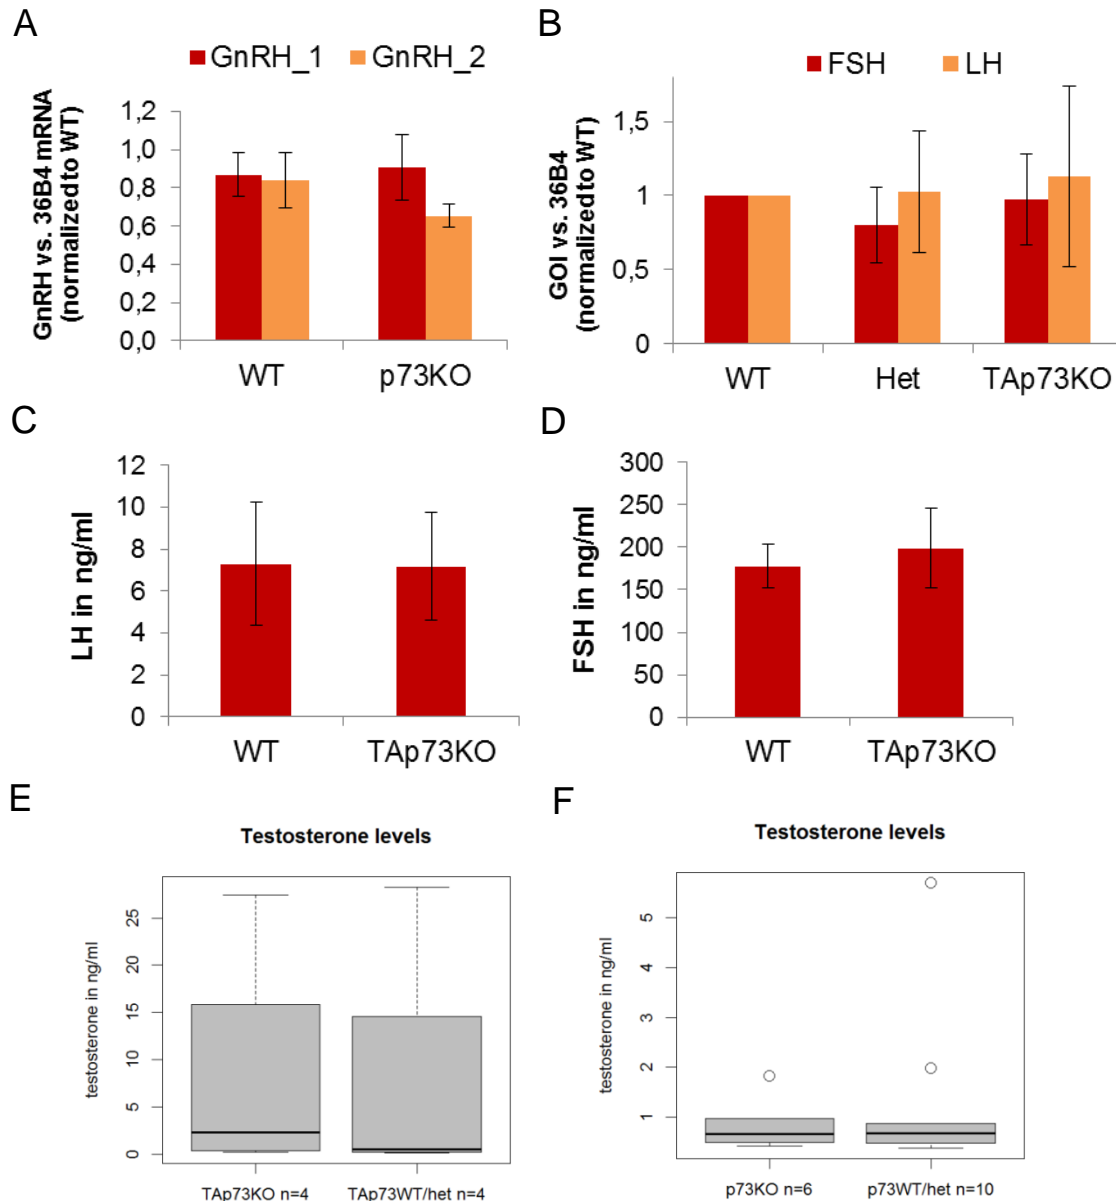 A
GnRH_1 GnRH_2
GnRH vs. 36B4 mRNA
(normalized to WT)
1,2
1,0
0,8
0,6
0,4
0,2
0,0
WT p73KO
B
FSH LH
GOI vs. 36B4
(normalized to WT)
1,5
1
0,5
0
WT Het TAp73KO
C
LH in ng/ml
12
10
8
6
4
2
0
WT TAp73KO
D
FSH in ng/ml
300
250
200
150
100
50
0
WT TAp73KO
E
Testosterone levels
testosterone in ng/ml
25
20
15
10
5
0
TAp73KO n=4 TAp73WT/het n=4
F
Testosterone levels
testosterone in ng/ml
5
4
3
2
1
p73KO n=6 p73WT/het n=10